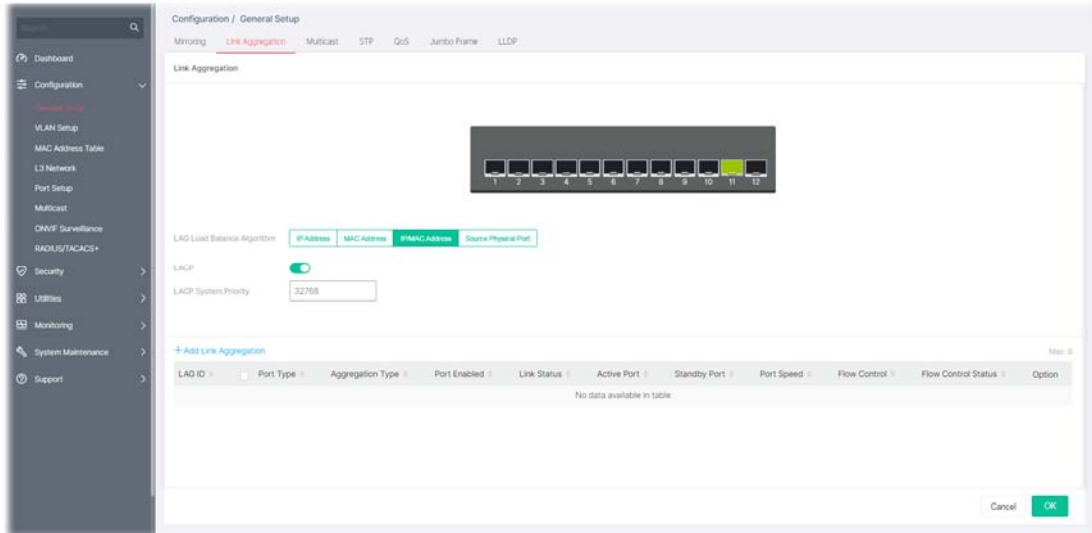 Search
Configuration / General Setup
Mirroring Link Aggregation Multicast STP QoS Jumbo Frame LLDP
Dashboard
Configuration
General Setup
VLAN Setup
MAC Address Table
L3 Network
Port Setup
Multicast
ONVIF Surveillance
RADIUS/TACACS+
Security
Utilities
Monitoring
System Maintenance
Support
Link Aggregation
1 2 3 4 5 6 7 8 9 10 11 12
LAG Load Balance Algorithm IP Address MAC Address IP/MAC Address Source Physical Port
LACP
LACP System Priority 32768
+Add Link Aggregation Max: 8
LAG ID Port Type Aggregation Type Port Enabled Link Status Active Port Standby Port Port Speed Flow Control Flow Control Status Option
No data available in table
Cancel OK